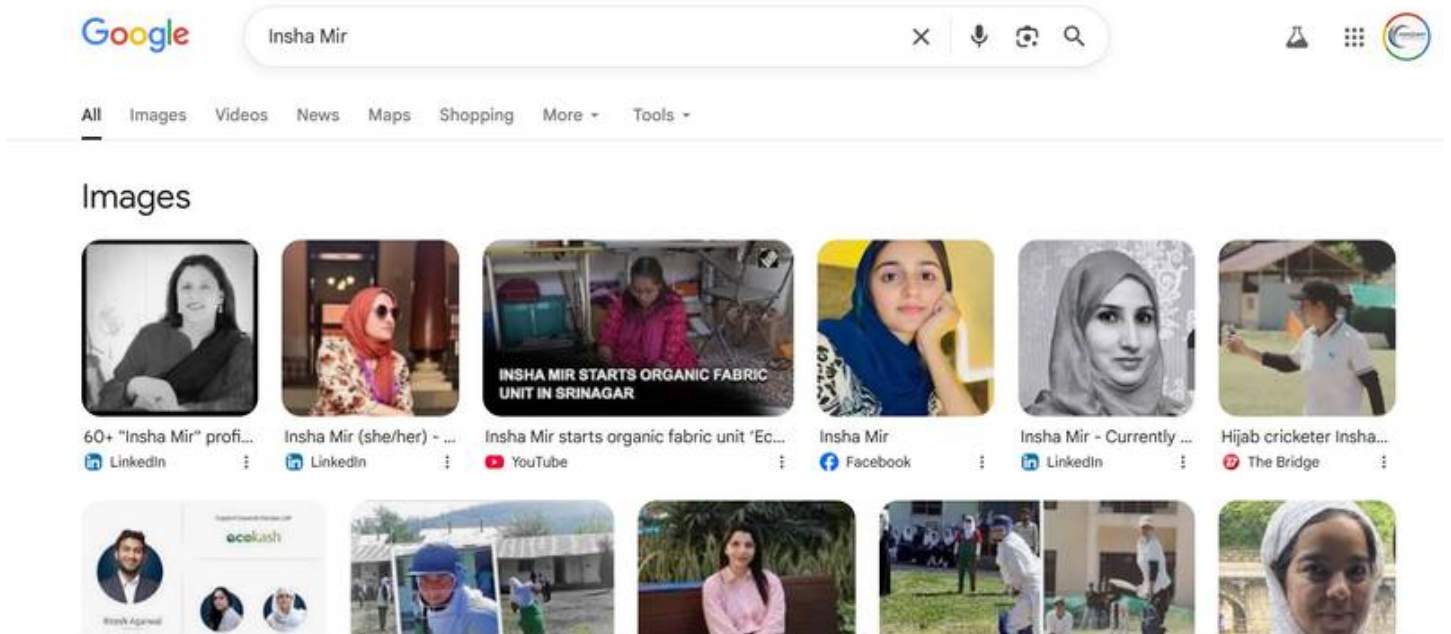 Google
Insha Mir
All Images Videos News Maps Shopping More Tools
Images
INSHA MIR STARTS ORGANIC FABRIC
UNIT IN SRINAGAR
60+ "Insha Mir" profi...
LinkedIn
Insha Mir (she/her) - ...
LinkedIn
Insha Mir starts organic fabric unit 'Ec...
YouTube
Insha Mir
Facebook
Insha Mir - Currently ...
LinkedIn
Hijab cricketer Insha...
The Bridge
ecokash
Ritesh Agarwal